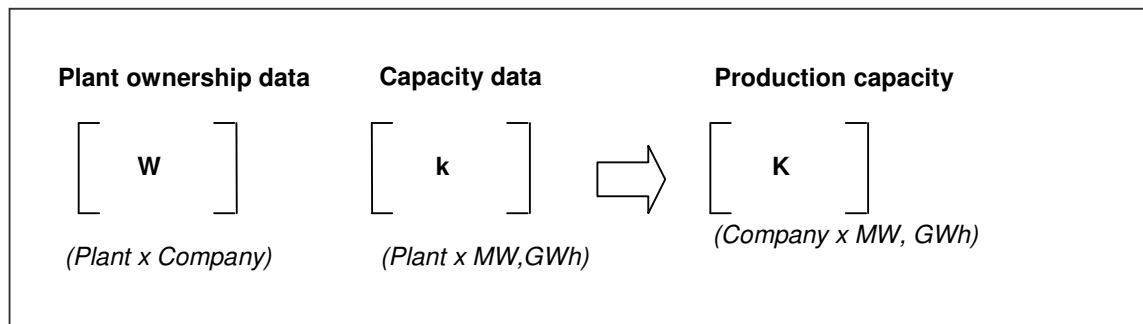 Plant ownership data Capacity data Production capacity
W k K
(Plant x Company) (Plant x MW,GWh) (Company x MW, GWh)